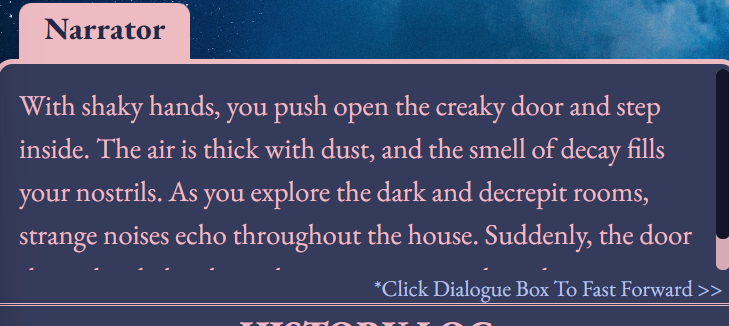 Narrator
With shaky hands, you push open the creaky door and step
inside. The air is thick with dust, and the smell of decay fills
your nostrils. As you explore the dark and decrepit rooms,
strange noises echo throughout the house. Suddenly, the door
*Click Dialogue Box To Fast Forward >>
HISTORY LOG